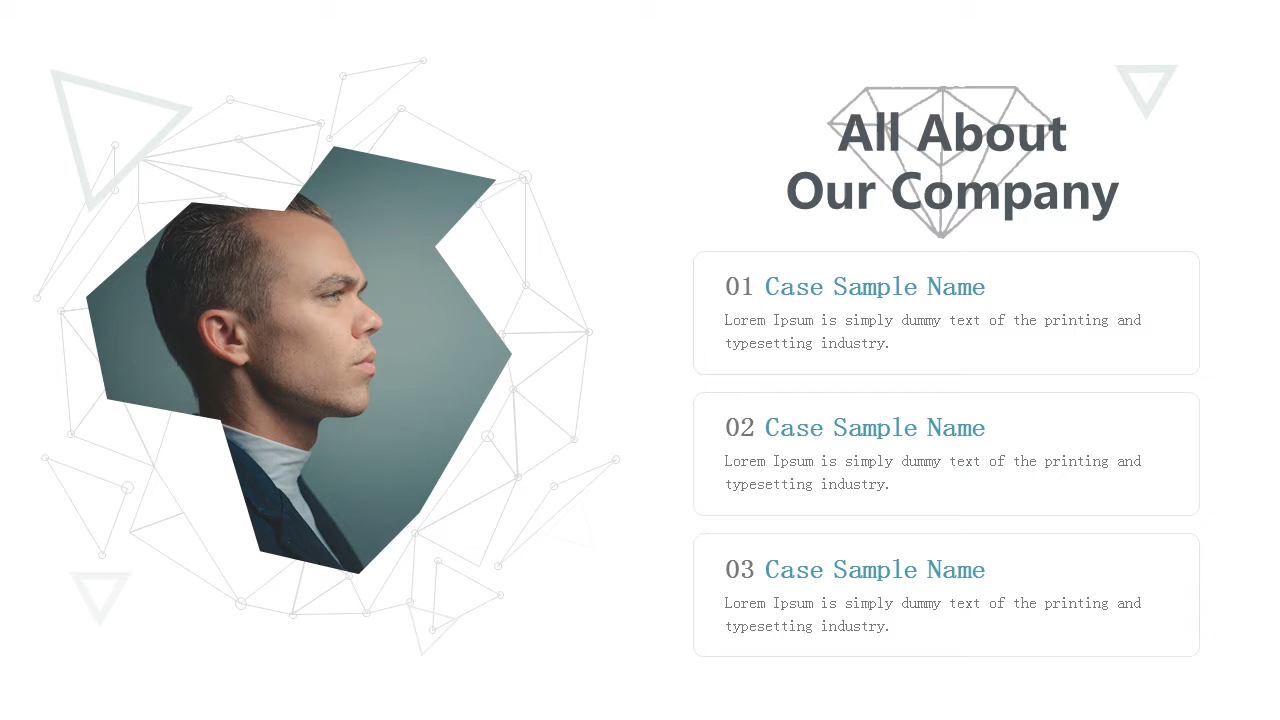 All About
Our Company
01 Case Sample Name
Lorem Ipsum is simply dummy text of the printing and
typesetting industry.
02 Case Sample Name
Lorem Ipsum is simply dummy text of the printing and
typesetting industry.
03 Case Sample Name
Lorem Ipsum is simply dummy text of the printing and
typesetting industry.